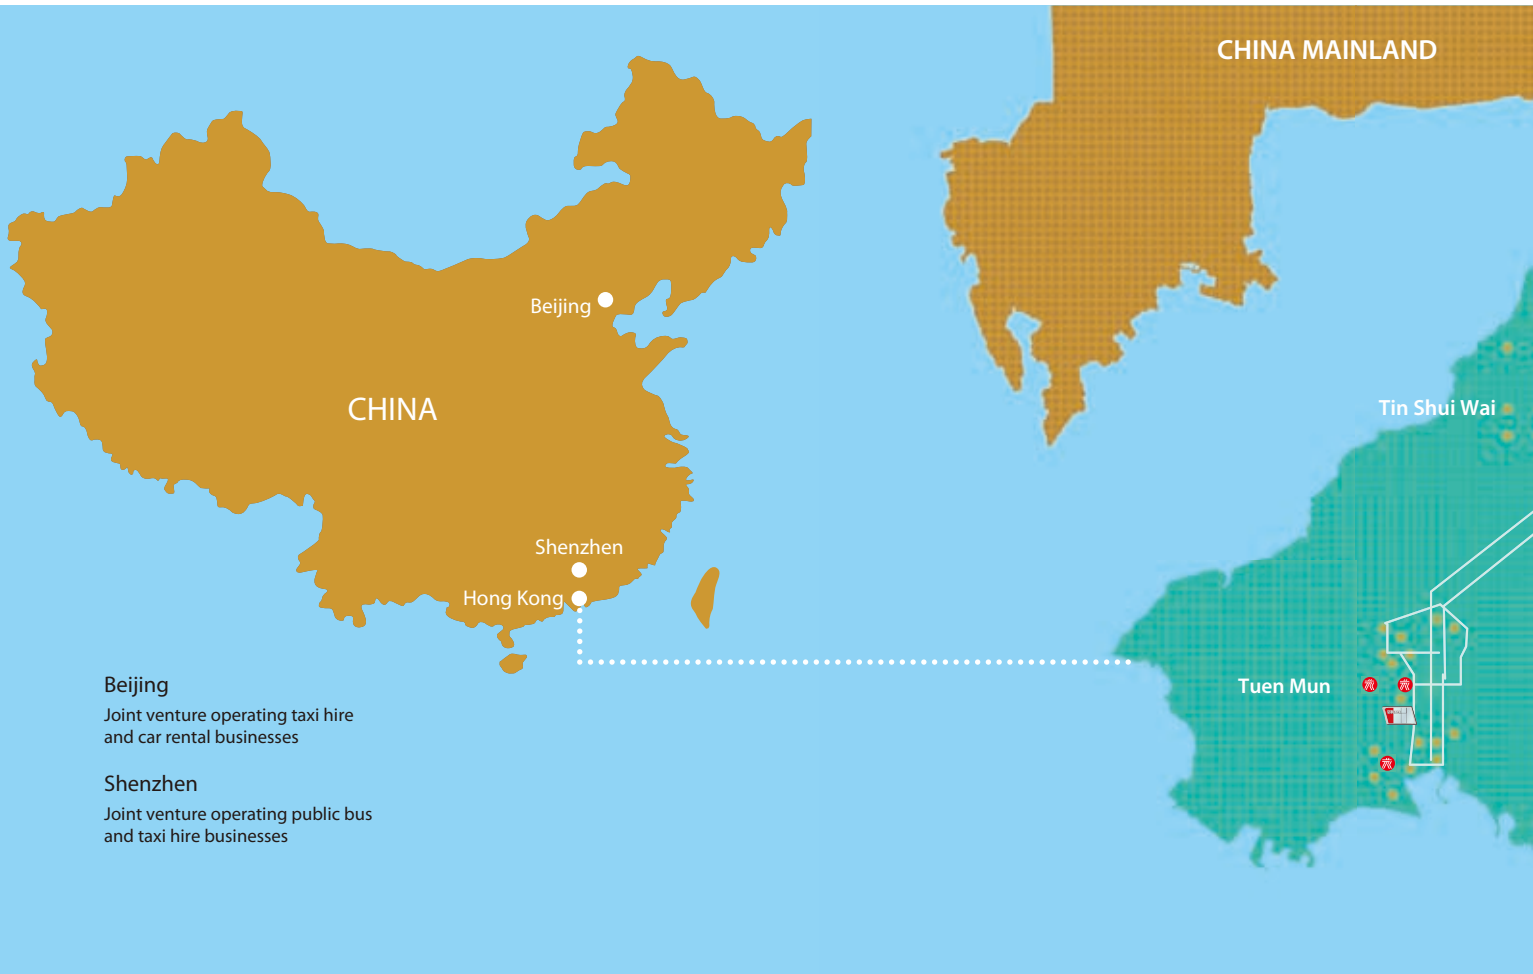 CHINA MAINLAND
Beijing
CHINA
Tin Shui Wai
Shenzhen
Hong Kong
Tuen Mun
Beijing
Joint venture operating taxi hire
and car rental businesses
Shenzhen
Joint venture operating public bus
and taxi hire businesses